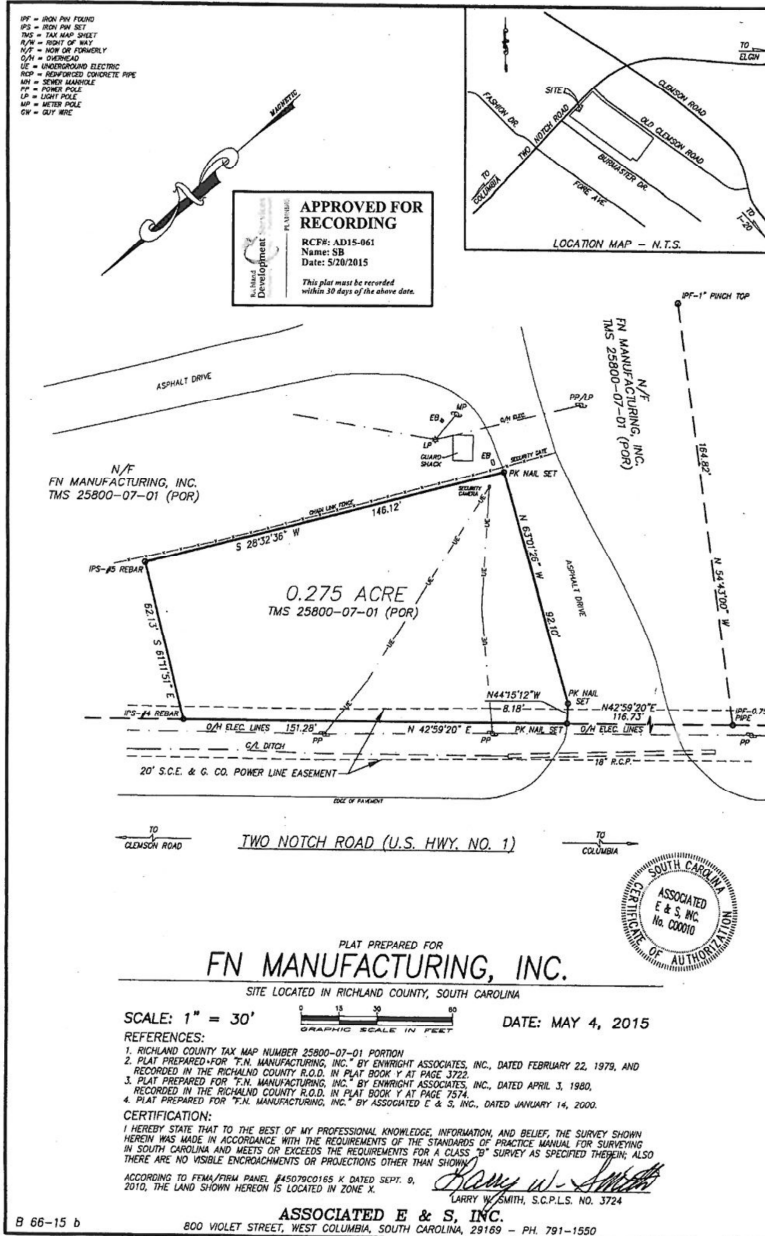 IPF = IRON PIN FOUND
IPS = IRON PIN SET
TMS = TAX MAP SHEET
R/W = RIGHT OF WAY
N/F = NOW OR FORMERLY
O/H = OVERHEAD
UE = UNDERGROUND ELECTRIC
RCP = REINFORCED CONCRETE PIPE
MH = SEWER MANHOLE
PP = POWER POLE
LP = LIGHT POLE
MP = METER POLE
GW = GUY WIRE
MAGNETIC
Richland
Development Services
PLANNING
APPROVED FOR
RECORDING
RCF#: AD15-061
Name: SB
Date: 5/20/2015
This plat must be recorded
within 30 days of the above date.
TO
ELGIN
SITE
CLEMSON ROAD
FASHION DR.
TWO NOTCH ROAD
OLD CLEMSON ROAD
BURMASTER DR.
FORE AVE.
TO
COLUMBIA
TO
I-20
LOCATION MAP - N.T.S.
IPF-1" PINCH TOP
N/F
FN MANUFACTURING, INC.
TMS 25800-07-01 (POR)
ASPHALT DRIVE
PP/LP
MP
EB
O/H ELEC.
LP
GUARD
SHACK
EB
SECURITY GATE
PK NAIL SET
164.82'
N 54°43'00" W
N/F
FN MANUFACTURING, INC.
TMS 25800-07-01 (POR)
CHAIN LINK FENCE
146.12'
S 28°32'36" W
SECURITY
CAMERA
IPS-#5 REBAR
UE
UE
N 63°01'26" W
92.10'
ASPHALT DRIVE
0.275 ACRE
TMS 25800-07-01 (POR)
62.13'
S 61°11'51" E
UE
UE
UE
N44°15'12"W
8.18'
PK NAIL
SET
N42°59'20"E
116.73'
IPF-0.75
PIPE
IPS-#4 REBAR
O/H ELEC. LINES
151.28'
PP
N 42°59'20" E
PP
PK NAIL SET
O/H ELEC. LINES
PP
C/L DITCH
18" R.C.P.
20' S.C.E. & G. CO. POWER LINE EASEMENT
EDGE OF PAVEMENT
TO
CLEMSON ROAD
TWO NOTCH ROAD (U.S. HWY. NO. 1)
TO
COLUMBIA
SOUTH CAROLINA
ASSOCIATED
E & S, INC.
No. C00010
CERTIFICATE OF AUTHORIZATION
PLAT PREPARED FOR
FN MANUFACTURING, INC.
SITE LOCATED IN RICHLAND COUNTY, SOUTH CAROLINA
SCALE: 1" = 30'
0 15 30 60
GRAPHIC SCALE IN FEET
DATE: MAY 4, 2015
REFERENCES:
1. RICHLAND COUNTY TAX MAP NUMBER 25800-07-01 PORTION
2. PLAT PREPARED FOR "F.N. MANUFACTURING, INC." BY ENWRIGHT ASSOCIATES, INC., DATED FEBRUARY 22, 1979, AND
RECORDED IN THE RICHLAND COUNTY R.O.D. IN PLAT BOOK Y AT PAGE 3722.
3. PLAT PREPARED FOR "F.N. MANUFACTURING, INC." BY ENWRIGHT ASSOCIATES, INC., DATED APRIL 3, 1980,
RECORDED IN THE RICHALND COUNTY R.O.D. IN PLAT BOOK Y AT PAGE 7574.
4. PLAT PREPARED FOR "F.N. MANUFACTURING, INC." BY ASSOCIATED E & S, INC., DATED JANUARY 14, 2000.
CERTIFICATION:
I HEREBY STATE THAT TO THE BEST OF MY PROFESSIONAL KNOWLEDGE, INFORMATION, AND BELIEF, THE SURVEY SHOWN
HEREIN WAS MADE IN ACCORDANCE WITH THE REQUIREMENTS OF THE STANDARDS OF PRACTICE MANUAL FOR SURVEYING
IN SOUTH CAROLINA AND MEETS OR EXCEEDS THE REQUIREMENTS FOR A CLASS "B" SURVEY AS SPECIFIED THEREIN; ALSO
THERE ARE NO VISIBLE ENCROACHMENTS OR PROJECTIONS OTHER THAN SHOWN.
ACCORDING TO FEMA/FIRM PANEL #45079C0165 K DATED SEPT. 9,
2010, THE LAND SHOWN HEREON IS LOCATED IN ZONE X.
Larry W. Smith
LARRY W. SMITH, S.C.P.L.S. NO. 3724
ASSOCIATED E & S, INC.
800 VIOLET STREET, WEST COLUMBIA, SOUTH CAROLINA, 29169 - PH. 791-1550
B 66-15 b